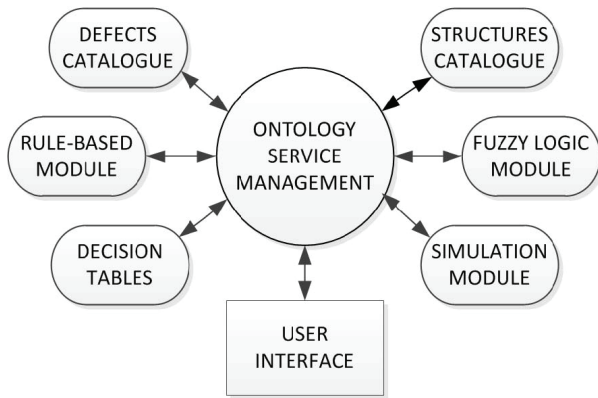 DEFECTS
CATALOGUE
STRUCTURES
CATALOGUE
RULE-BASED
MODULE
ONTOLOGY
SERVICE
MANAGEMENT
FUZZY LOGIC
MODULE
DECISION
TABLES
SIMULATION
MODULE
USER
INTERFACE